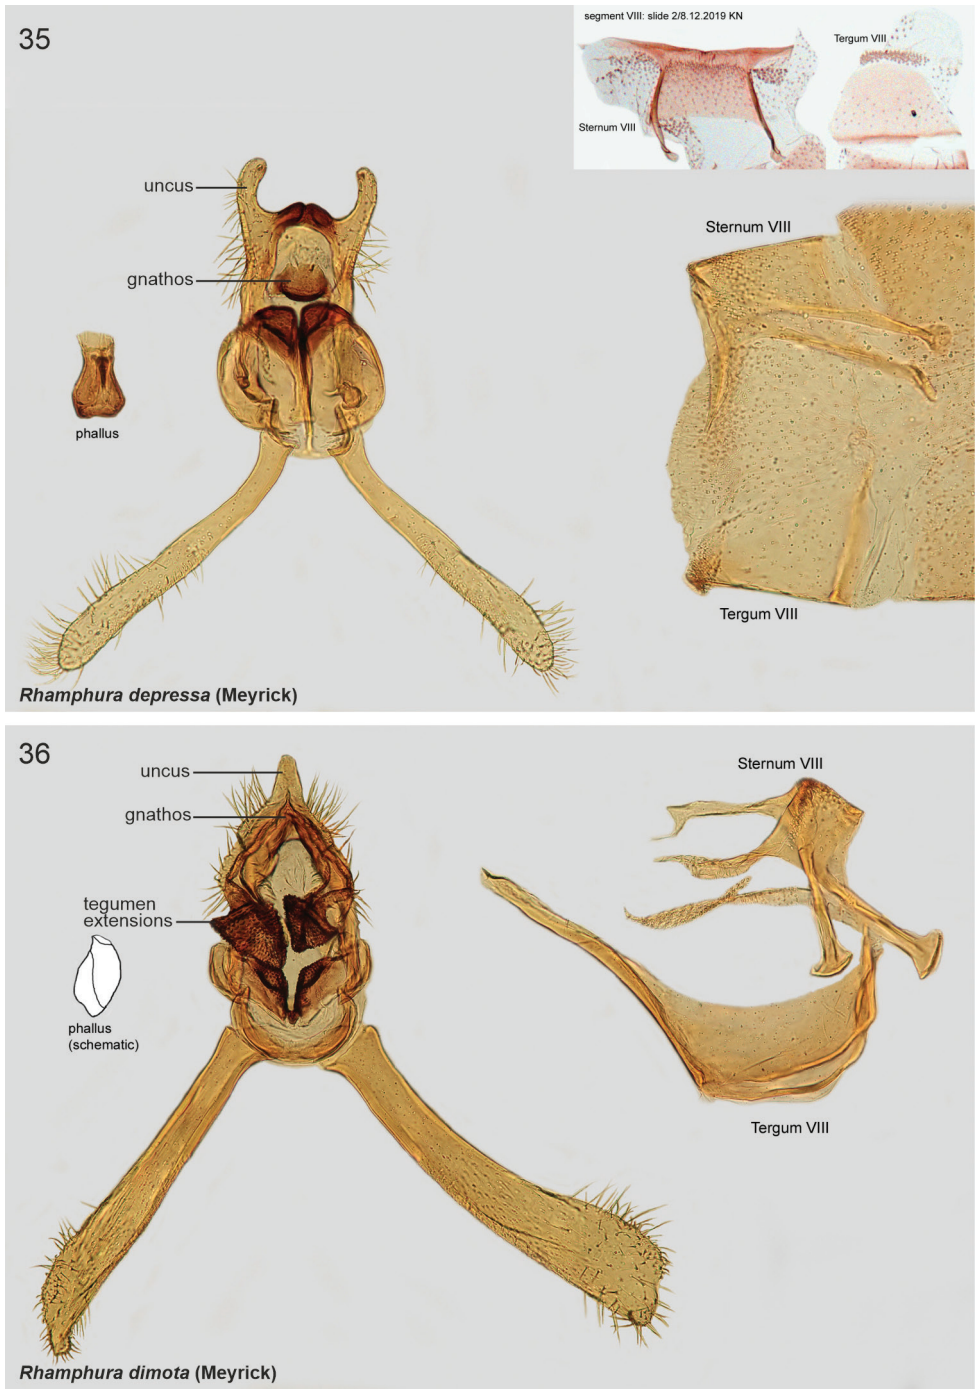 35
segment VIII: slide 2/8.12.2019 KN
Tergum VIII
Sternum VIII
uncus
gnathos
phallus
Sternum VIII
Tergum VIII
Rhamphura depressa (Meyrick)
36
uncus
gnathos
tegumen
extensions
phallus
(schematic)
Sternum VIII
Tergum VIII
Rhamphura dimota (Meyrick)